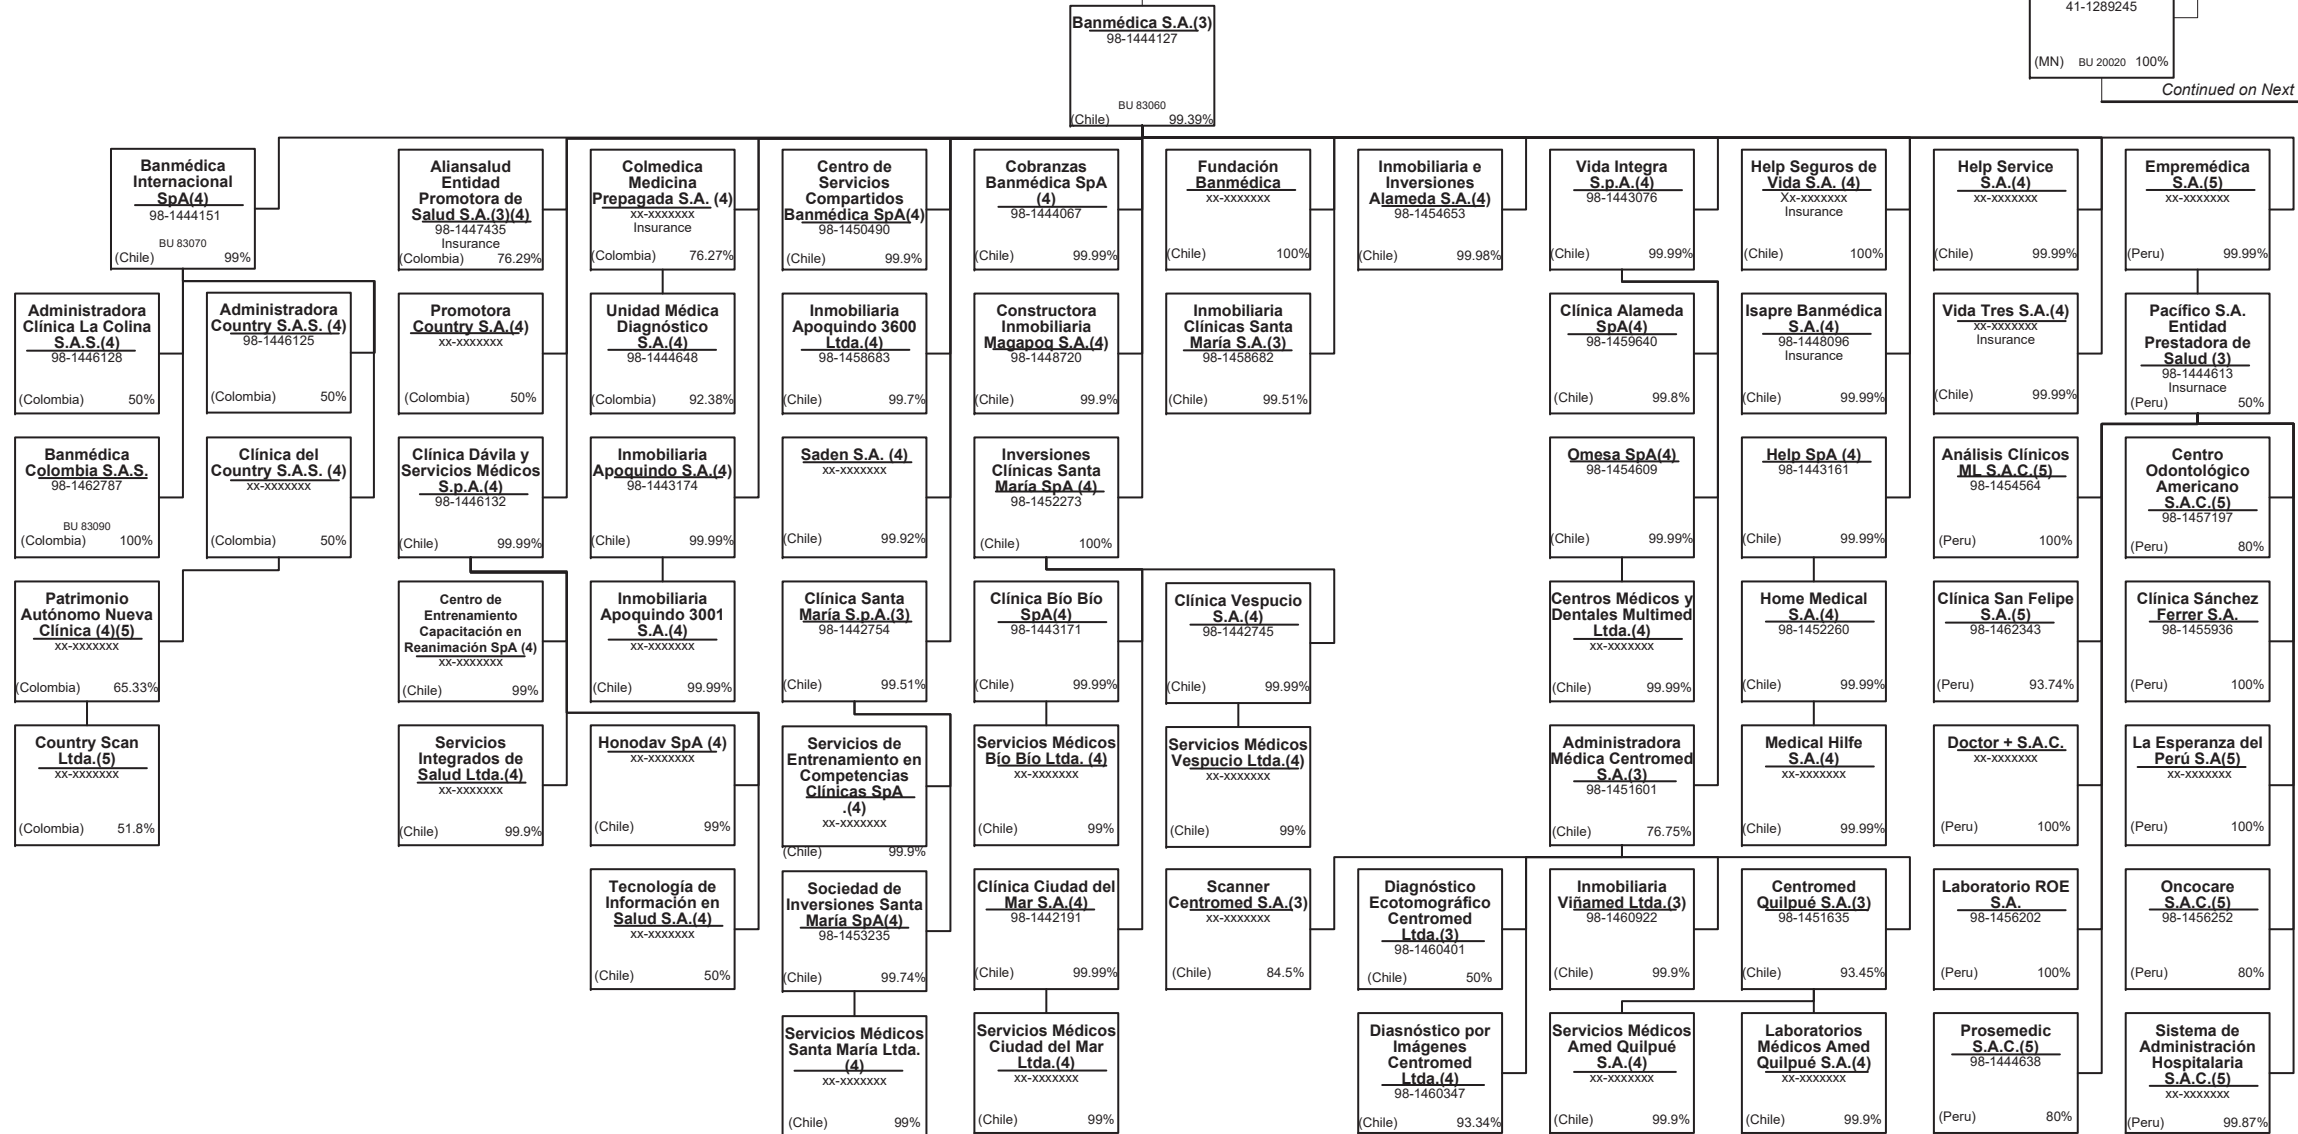 Banmédica S.A.(3)
98-1444127
BU 83060
(Chile) 99.39%
41-1289245
(MN) BU 20020 100%
Continued on Next
Banmédica
Internacional
SpA(4)
98-1444151
BU 83070
(Chile) 99%
Aliansalud
Entidad
Promotora de
Salud S.A.(3)(4)
98-1447435
Insurance
(Colombia) 76.29%
Colmedica
Medicina
Prepagada S.A. (4)
xx-xxxxxxx
Insurance
(Colombia) 76.27%
Centro de
Servicios
Compartidos
Banmédica SpA(4)
98-1450490
(Chile) 99.9%
Cobranzas
Banmédica SpA
(4)
98-1444067
(Chile) 99.99%
Fundación
Banmédica
xx-xxxxxxx
(Chile) 100%
Inmobiliaria e
Inversiones
Alameda S.A.(4)
98-1454653
(Chile) 99.98%
Vida Integra
S.p.A.(4)
98-1443076
(Chile) 99.99%
Help Seguros de
Vida S.A. (4)
Xx-xxxxxxx
Insurance
(Chile) 100%
Help Service
S.A.(4)
xx-xxxxxxx
(Chile) 99.99%
Empremédica
S.A.(5)
xx-xxxxxxx
(Peru) 99.99%
Administradora
Clínica La Colina
S.A.S.(4)
98-1446128
(Colombia) 50%
Administradora
Country S.A.S. (4)
98-1446125
(Colombia) 50%
Promotora
Country S.A.(4)
xx-xxxxxxx
(Colombia) 50%
Unidad Médica
Diagnóstico
S.A.(4)
98-1444648
(Colombia) 92.38%
Inmobiliaria
Apoquindo 3600
Ltda.(4)
98-1458683
(Chile) 99.7%
Constructora
Inmobiliaria
Magapoq S.A.(4)
98-1448720
(Chile) 99.9%
Inmobiliaria
Clínicas Santa
María S.A.(3)
98-1458682
(Chile) 99.51%
Clínica Alameda
SpA(4)
98-1459640
(Chile) 99.8%
Isapre Banmédica
S.A.(4)
98-1448096
Insurance
(Chile) 99.99%
Vida Tres S.A.(4)
xx-xxxxxxx
Insurance
(Chile) 99.99%
Pacífico S.A.
Entidad
Prestadora de
Salud (3)
98-1444613
Insurnace
(Peru) 50%
Banmédica
Colombia S.A.S.
98-1462787
BU 83090
(Colombia) 100%
Clínica del
Country S.A.S. (4)
xx-xxxxxxx
(Colombia) 50%
Clínica Dávila y
Servicios Médicos
S.p.A.(4)
98-1446132
(Chile) 99.99%
Inmobiliaria
Apoquindo S.A.(4)
98-1443174
(Chile) 99.99%
Saden S.A. (4)
xx-xxxxxxx
(Chile) 99.92%
Inversiones
Clínicas Santa
María SpA (4)
98-1452273
(Chile) 100%
Omesa SpA(4)
98-1454609
(Chile) 99.99%
Help SpA (4)
98-1443161
(Chile) 99.99%
Análisis Clínicos
ML S.A.C.(5)
98-1454564
(Peru) 100%
Centro
Odontológico
Americano
S.A.C.(5)
98-1457197
(Peru) 80%
Patrimonio
Autónomo Nueva
Clínica (4)(5)
xx-xxxxxxx
(Colombia) 65.33%
Centro de
Entrenamiento
Capacitación en
Reanimación SpA (4)
xx-xxxxxxx
(Chile) 99%
Inmobiliaria
Apoquindo 3001
S.A.(4)
xx-xxxxxxx
(Chile) 99.99%
Clínica Santa
María S.p.A.(3)
98-1442754
(Chile) 99.51%
Clínica Bío Bío
SpA(4)
98-1443171
(Chile) 99.99%
Clínica Vespucio
S.A.(4)
98-1442745
(Chile) 99.99%
Centros Médicos y
Dentales Multimed
Ltda.(4)
xx-xxxxxxx
(Chile) 99.99%
Home Medical
S.A.(4)
98-1452260
(Chile) 99.99%
Clínica San Felipe
S.A.(5)
98-1462343
(Peru) 93.74%
Clínica Sánchez
Ferrer S.A.
98-1455936
(Peru) 100%
Country Scan
Ltda.(5)
xx-xxxxxxx
(Colombia) 51.8%
Servicios
Integrados de
Salud Ltda.(4)
xx-xxxxxxx
(Chile) 99.9%
Honodav SpA (4)
xx-xxxxxxx
(Chile) 99%
Servicios de
Entrenamiento en
Competencias
Clínicas SpA
.(4)
xx-xxxxxxx
(Chile) 99.9%
Servicios Médicos
Bío Bío Ltda. (4)
xx-xxxxxxx
(Chile) 99%
Servicios Médicos
Vespucio Ltda.(4)
xx-xxxxxxx
(Chile) 99%
Administradora
Médica Centromed
S.A.(3)
98-1451601
(Chile) 76.75%
Medical Hilfe
S.A.(4)
xx-xxxxxxx
(Chile) 99.99%
Doctor + S.A.C.
xx-xxxxxxx
(Peru) 100%
La Esperanza del
Perú S.A(5)
xx-xxxxxxx
(Peru) 100%
Tecnología de
Información en
Salud S.A.(4)
xx-xxxxxxx
(Chile) 50%
Sociedad de
Inversiones Santa
María SpA(4)
98-1453235
(Chile) 99.74%
Clínica Ciudad del
Mar S.A.(4)
98-1442191
(Chile) 99.99%
Scanner
Centromed S.A.(3)
xx-xxxxxxx
(Chile) 84.5%
Diagnóstico
Ecotomográfico
Centromed
Ltda.(3)
98-1460401
(Chile) 50%
Inmobiliaria
Viñamed Ltda.(3)
98-1460922
(Chile) 99.9%
Centromed
Quilpué S.A.(3)
98-1451635
(Chile) 93.45%
Laboratorio ROE
S.A.
98-1456202
(Peru) 100%
Oncocare
S.A.C.(5)
98-1456252
(Peru) 80%
Servicios Médicos
Santa María Ltda.
(4)
xx-xxxxxxx
(Chile) 99%
Servicios Médicos
Ciudad del Mar
Ltda.(4)
xx-xxxxxxx
(Chile) 99%
Diasnóstico por
Imágenes
Centromed
Ltda.(4)
98-1460347
(Chile) 93.34%
Servicios Médicos
Amed Quilpué
S.A.(4)
xx-xxxxxxx
(Chile) 99.9%
Laboratorios
Médicos Amed
Quilpué S.A.(4)
xx-xxxxxxx
(Chile) 99.9%
Prosemedic
S.A.C.(5)
98-1444638
(Peru) 80%
Sistema de
Administración
Hospitalaria
S.A.C.(5)
xx-xxxxxxx
(Peru) 99.87%